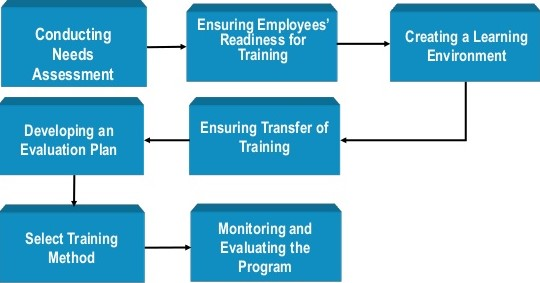 Conducting
Needs
Assessment
Ensuring Employees'
Readiness for
Training
Creating a Learning
Environment
Ensuring Transfer of
Training
Developing an
Evaluation Plan
Select Training
Method
Monitoring and
Evaluating the
Program